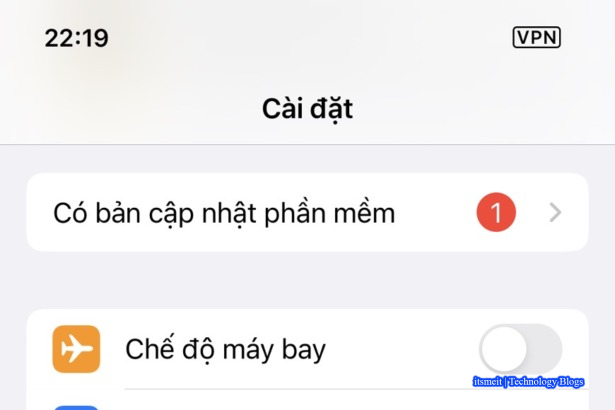 22:19
VPN
Cài đặt
Có bản cập nhật phần mềm
1
Chế độ máy bay
itsmeit | Technology Blogs